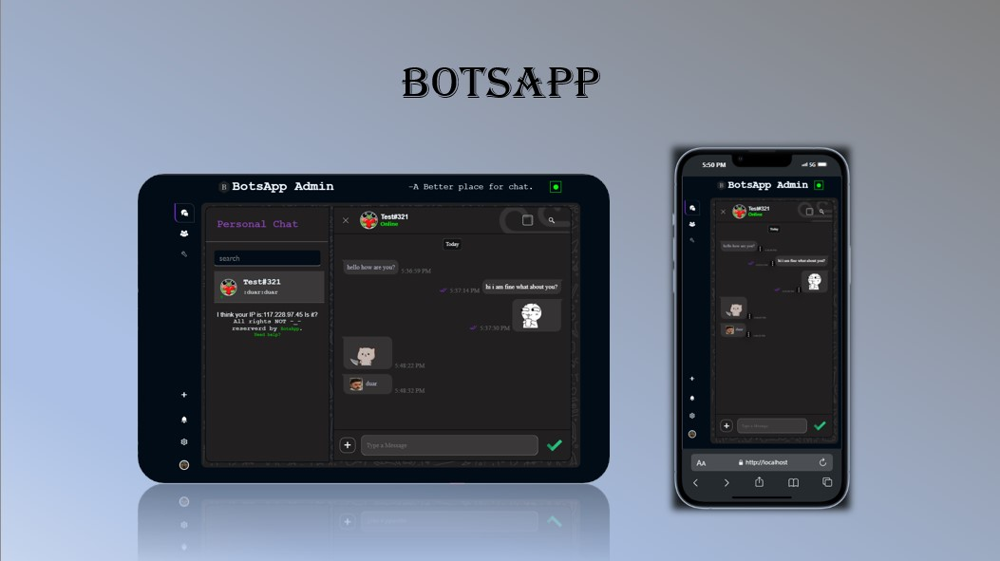 BOTSAPP
B BotsApp Admin
~A Better place for chat.
Personal Chat
search
Test#321
:duar:duar
I think your IP is:117.228.97.45 Is it?
All rights NOT -_-
reserverd by BotsApp.
Need help?
Test#321
Online
Today
hello how are you? 5:36:59 PM
5:37:14 PM hi i am fine what about you?
5:37:30 PM
5:48:22 PM
duar 5:48:32 PM
Type a Message
5:50 PM
5G
B BotsApp Admin
Test#321
Online
Today
hello how are you?
hi i am fine what about you?
duar
Type a Message
AA http://localhost